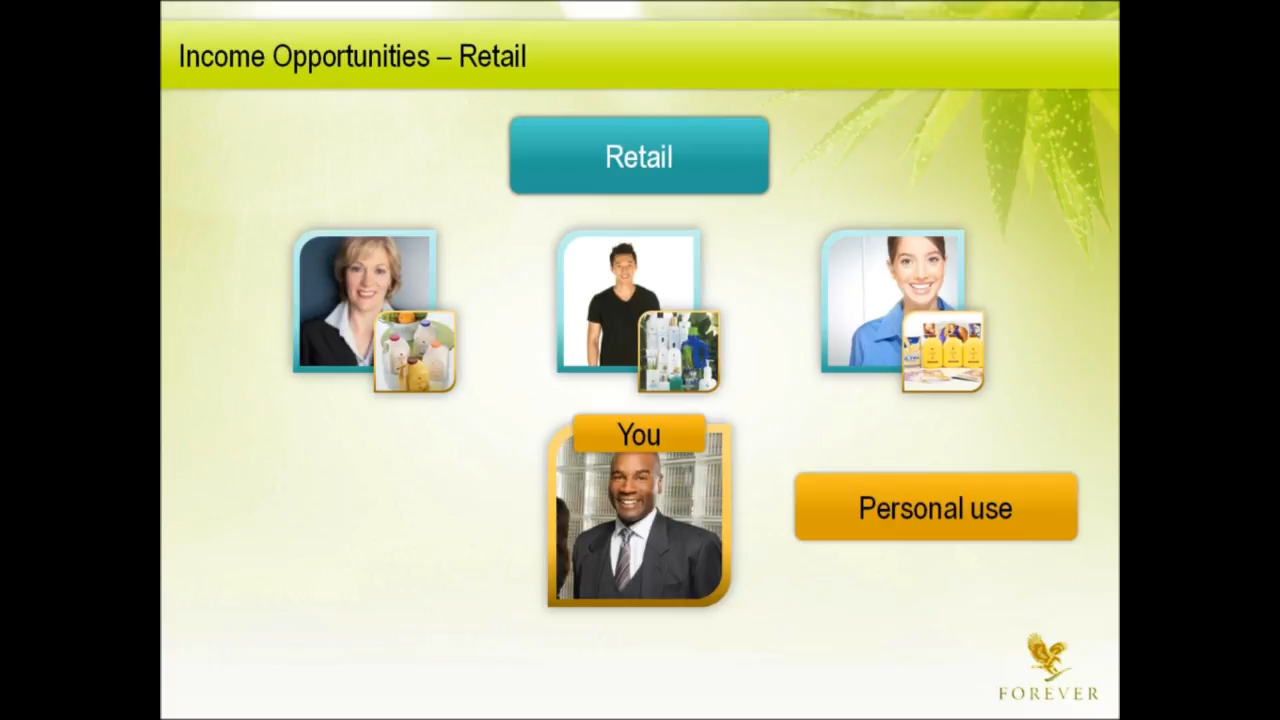 Income Opportunities – Retail
Retail
You
Personal use
FOREVER